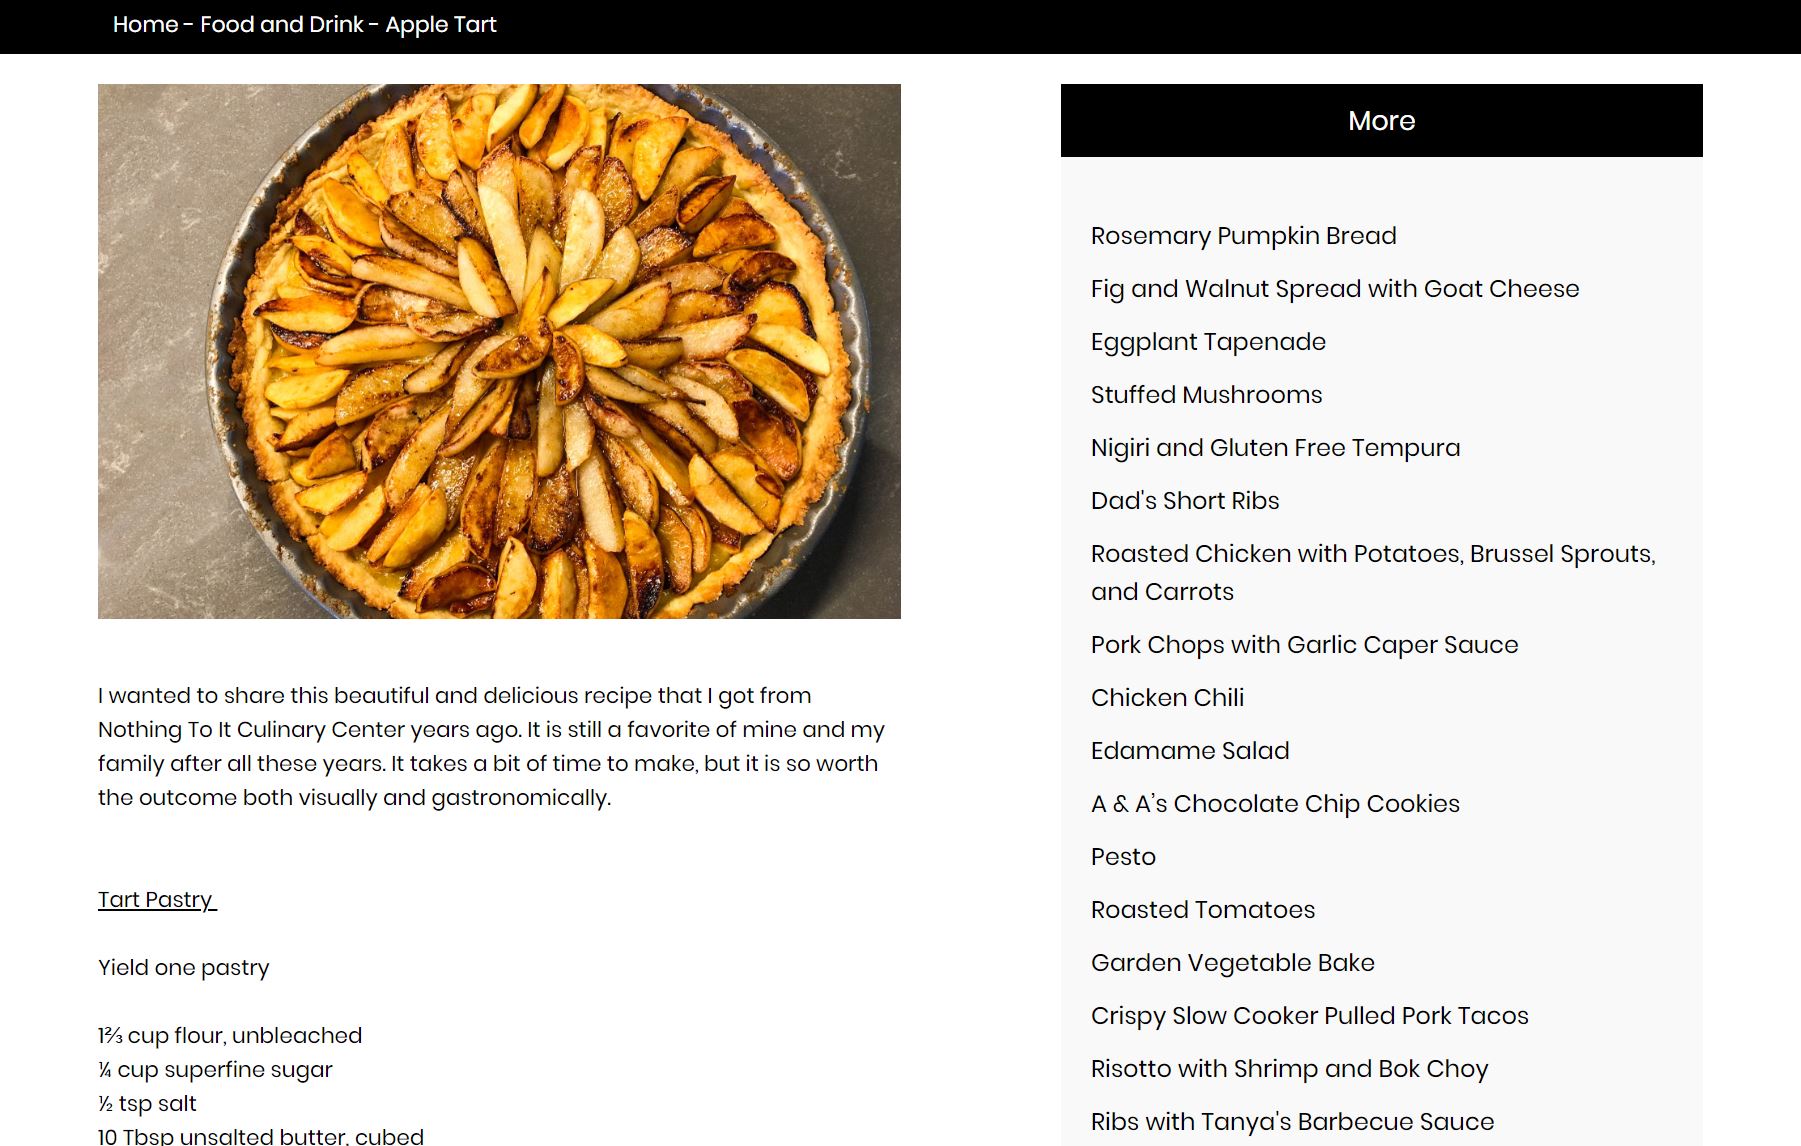 Home - Food and Drink - Apple Tart
I wanted to share this beautiful and delicious recipe that I got from
Nothing To It Culinary Center years ago. It is still a favorite of mine and my
family after all these years. It takes a bit of time to make, but it is so worth
the outcome both visually and gastronomically.
Tart Pastry
Yield one pastry
1⅔ cup flour, unbleached
¼ cup superfine sugar
½ tsp salt
10 Tbsp unsalted butter, cubed
More
Rosemary Pumpkin Bread
Fig and Walnut Spread with Goat Cheese
Eggplant Tapenade
Stuffed Mushrooms
Nigiri and Gluten Free Tempura
Dad's Short Ribs
Roasted Chicken with Potatoes, Brussel Sprouts,
and Carrots
Pork Chops with Garlic Caper Sauce
Chicken Chili
Edamame Salad
A & A’s Chocolate Chip Cookies
Pesto
Roasted Tomatoes
Garden Vegetable Bake
Crispy Slow Cooker Pulled Pork Tacos
Risotto with Shrimp and Bok Choy
Ribs with Tanya's Barbecue Sauce